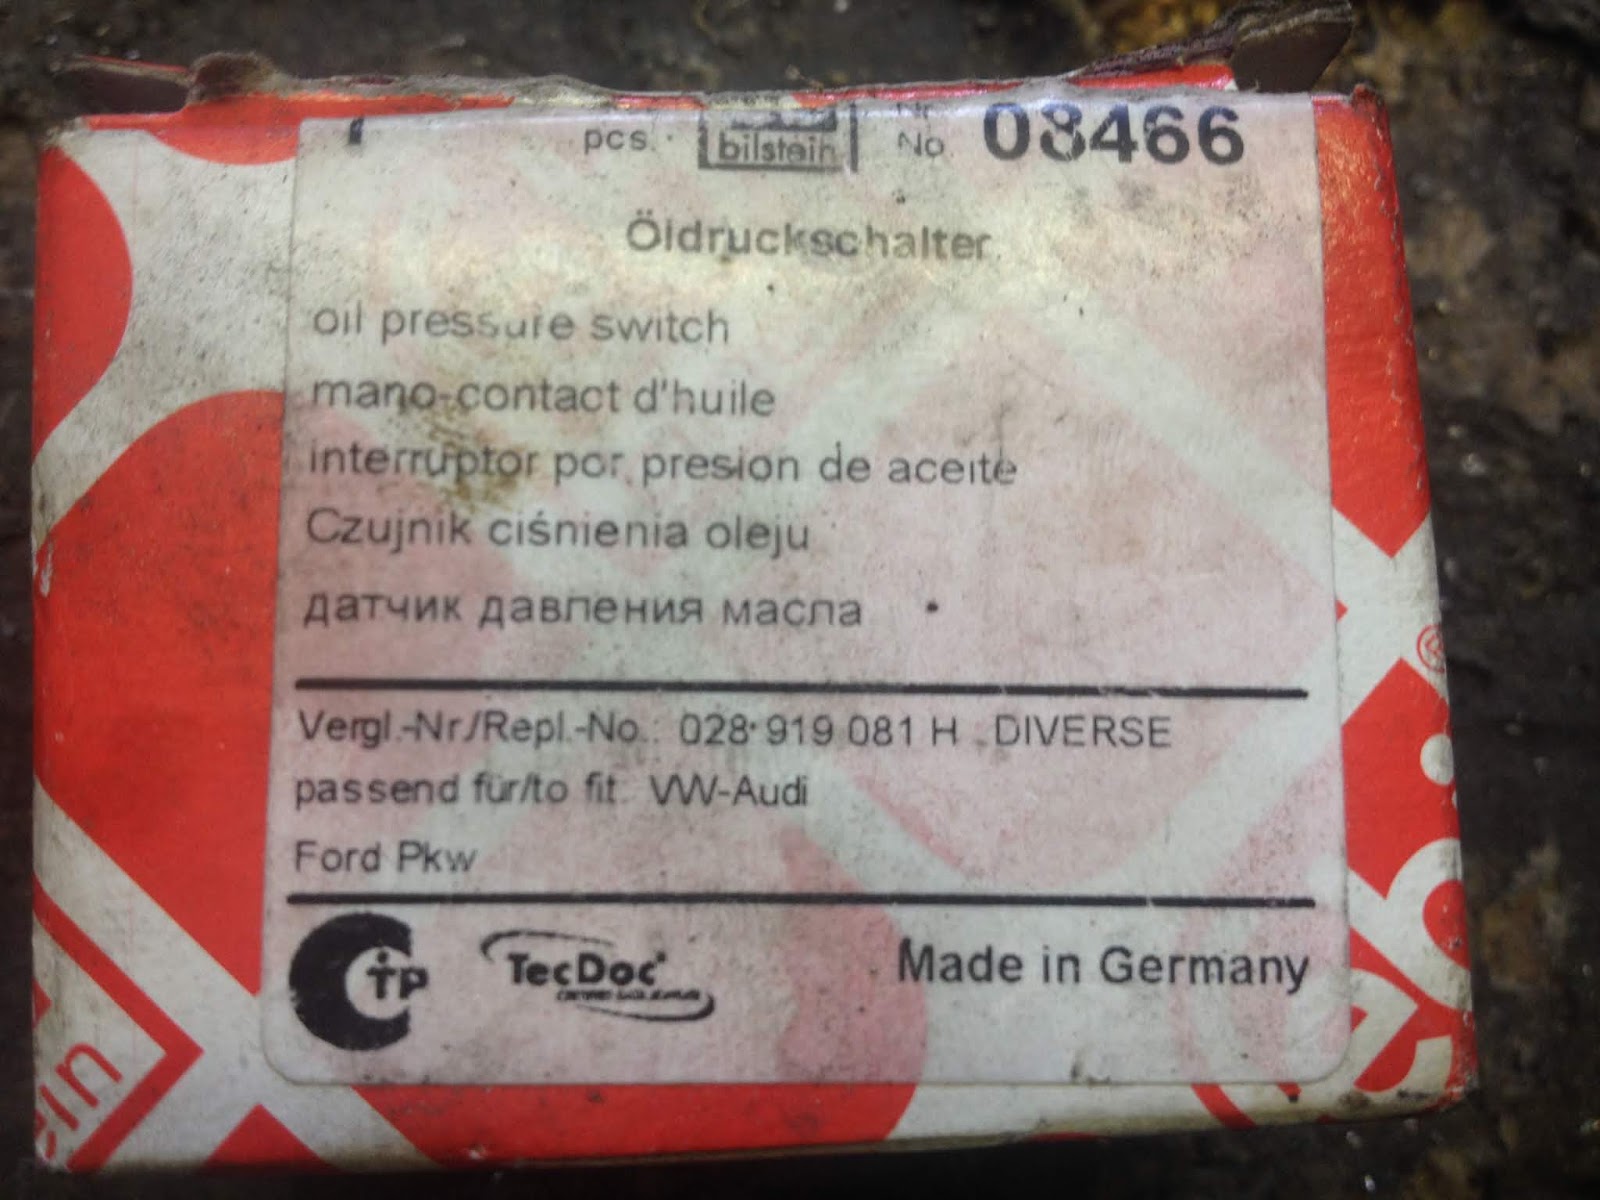 1 pcs. bilstein Nr. No. 08466
Öldruckschalter
oil pressure switch
mano-contact d'huile
interruptor por presion de aceite
Czujnik ciśnienia oleju
датчик давления масла
Vergl.-Nr./Repl.-No.: 028 919 081 H DIVERSE
passend für/to fit: VW-Audi
Ford Pkw
TecDoc
Made in Germany
ein